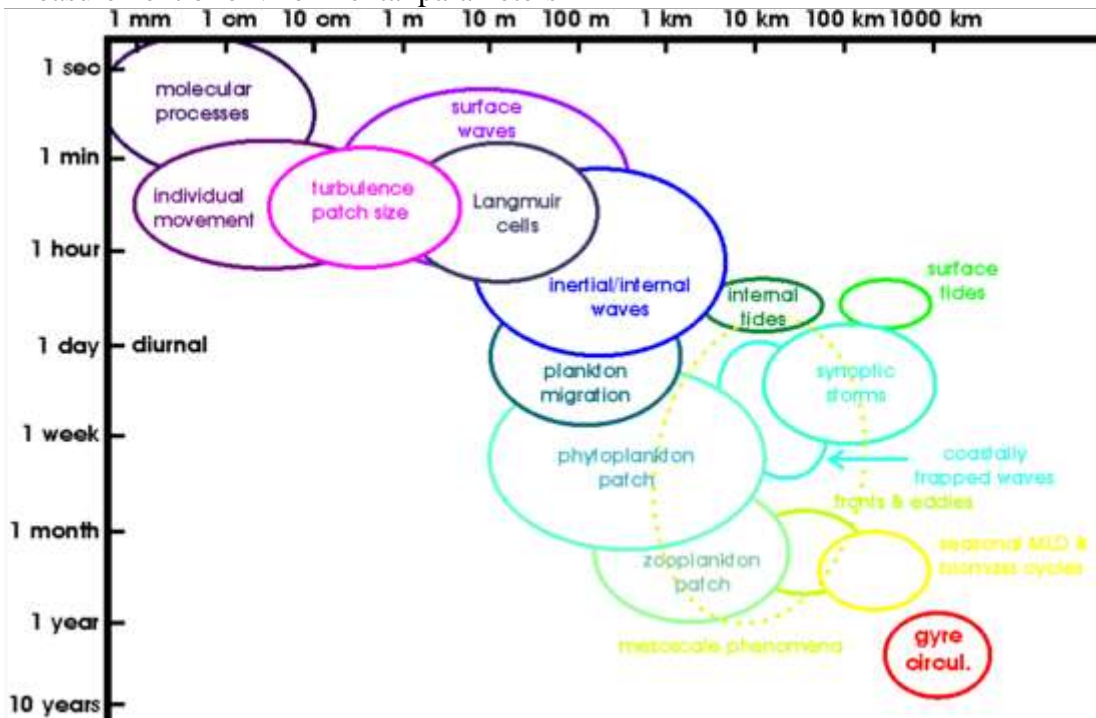 1 mm 1 cm 10 cm 1 m 10 m 100 m 1 km 10 km 100 km 1000 km
1 sec
molecular
processes
surface
waves
1 min
individual
movement
turbulence
patch size
Langmuir
cells
1 hour
inertial/internal
waves
internal
tides
surface
tides
1 day
diurnal
plankton
migration
synoptic
storms
1 week
phytoplankton
patch
coastally
trapped waves
fronts & eddies
1 month
zooplankton
patch
seasonal MLD &
biomass cycles
1 year
mesoscale phenomena
gyre
circul.
10 years